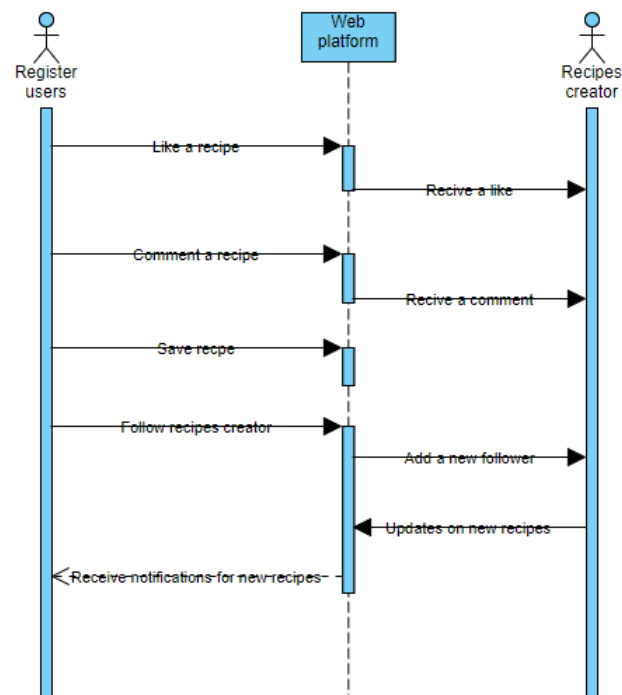 Web
platform
Register
users
Recipes
creator
Like a recipe
Recive a like
Comment a recipe
Recive a comment
Save recpe
Follow recipes creator
Add a new follower
Updates on new recipes
Receive notifications for new recipes